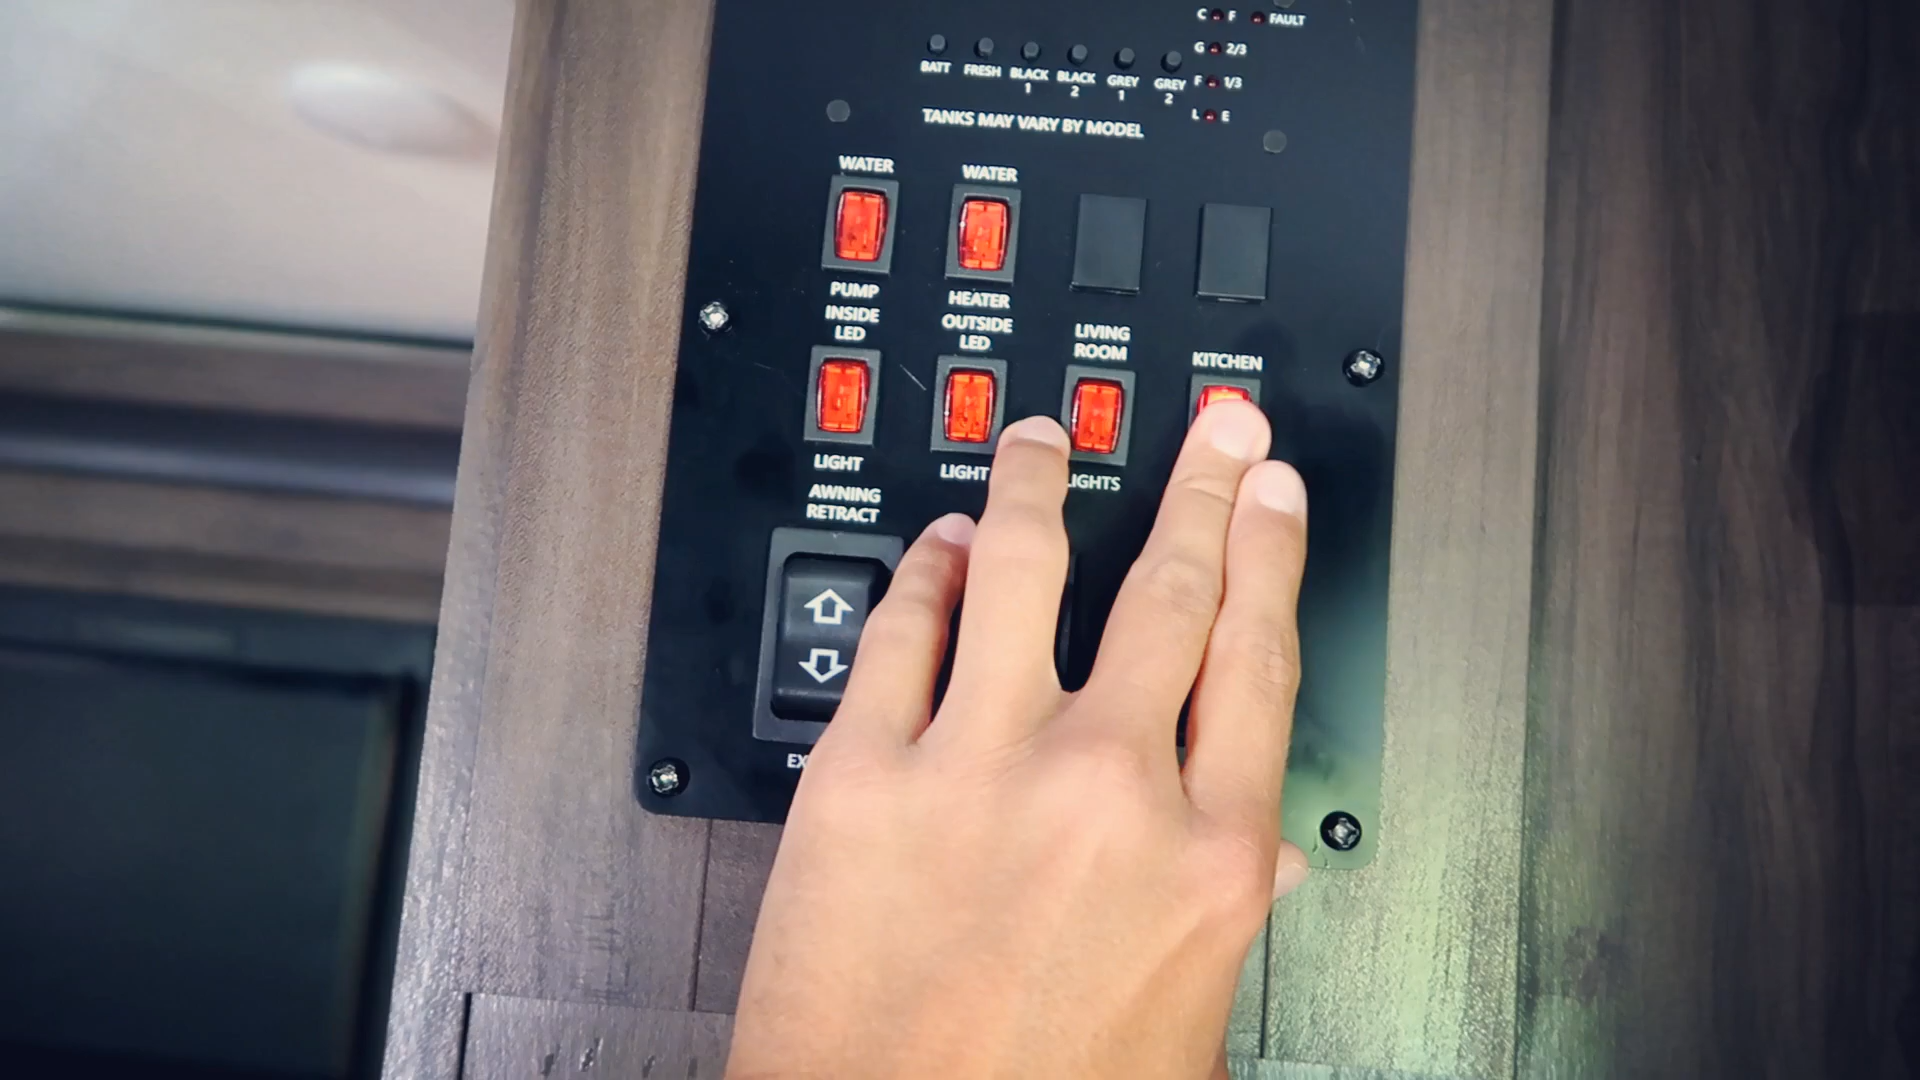 C F FAULT
G 2/3
F 1/3
L E
BATT FRESH BLACK 1 BLACK 2 GREY 1 GREY 2
TANKS MAY VARY BY MODEL
WATER WATER
PUMP HEATER
INSIDE LED OUTSIDE LED LIVING ROOM KITCHEN
LIGHT LIGHT LIGHTS
AWNING
RETRACT
EX